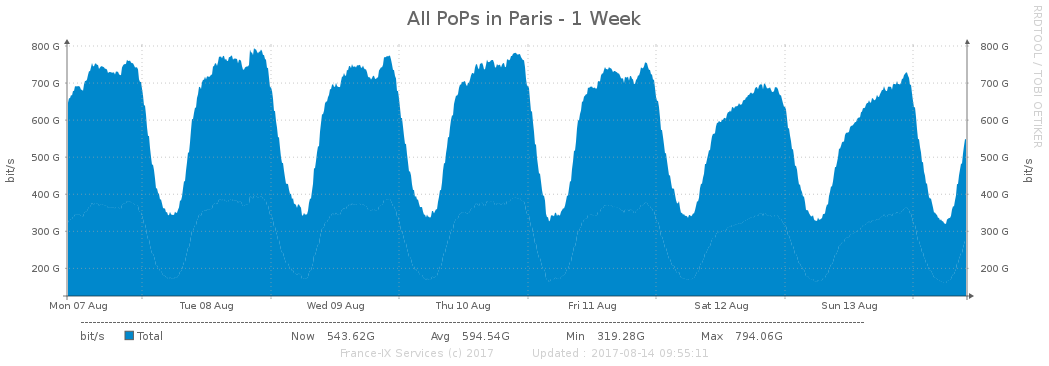 All PoPs in Paris - 1 Week
RRDTOOL / TOBI OETIKER
bit/s
800 G 800 G
700 G 700 G
600 G 600 G
500 G 500 G
400 G 400 G
300 G 300 G
200 G 200 G
bit/s
Mon 07 Aug Tue 08 Aug Wed 09 Aug Thu 10 Aug Fri 11 Aug Sat 12 Aug Sun 13 Aug
bit/s Total Now 543.62G Avg 594.54G Min 319.28G Max 794.06G
France-IX Services (c) 2017 Updated : 2017-08-14 09:55:11